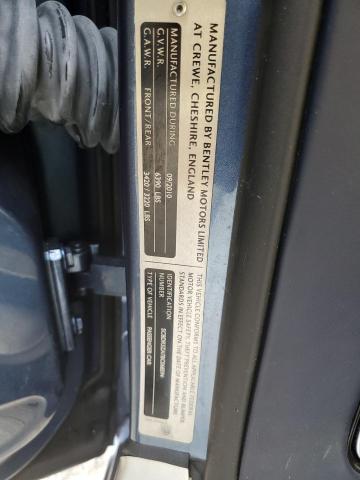 MANUFACTURED BY BENTLEY MOTORS LIMITED
AT CREWE, CHESHIRE, ENGLAND
MANUFACTURED DURING 09/2010
G.V.W.R. 6390 LBS
G.A.W.R. FRONT/REAR 3420 / 3220 LBS
THIS VEHICLE CONFORMS TO ALL APPLICABLE FEDERAL
MOTOR VEHICLE SAFETY, THEFT PREVENTION AND BUMPER
STANDARDS IN EFFECT ON THE DATE OF MANUFACTURE
IDENTIFICATION
NUMBER
TYPE OF VEHICLE PASSENGER CAR